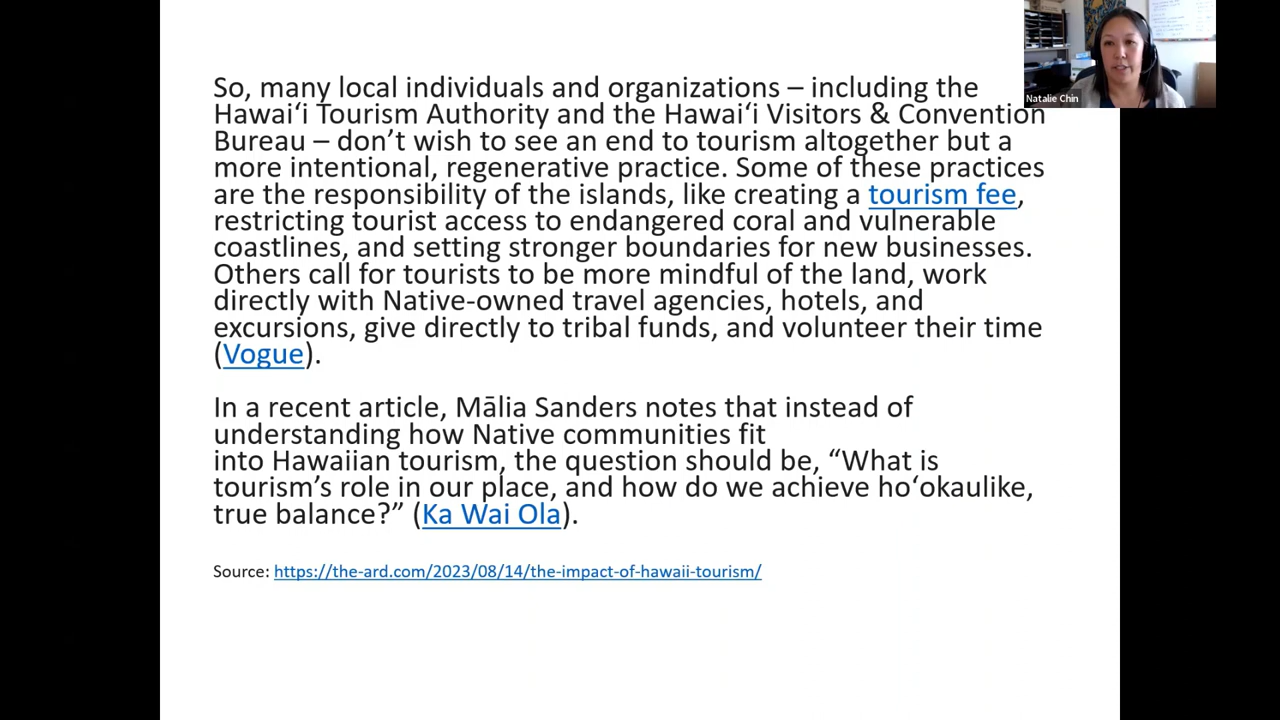 So, many local individuals and organizations – including the
Hawai‘i Tourism Authority and the Hawai‘i Visitors & Convention
Bureau – don’t wish to see an end to tourism altogether but a
more intentional, regenerative practice. Some of these practices
are the responsibility of the islands, like creating a tourism fee,
restricting tourist access to endangered coral and vulnerable
coastlines, and setting stronger boundaries for new businesses.
Others call for tourists to be more mindful of the land, work
directly with Native-owned travel agencies, hotels, and
excursions, give directly to tribal funds, and volunteer their time
(Vogue).
In a recent article, Mālia Sanders notes that instead of
understanding how Native communities fit
into Hawaiian tourism, the question should be, “What is
tourism’s role in our place, and how do we achieve ho‘okaulike,
true balance?” (Ka Wai Ola).
Source: https://the-ard.com/2023/08/14/the-impact-of-hawaii-tourism/
Natalie Chin